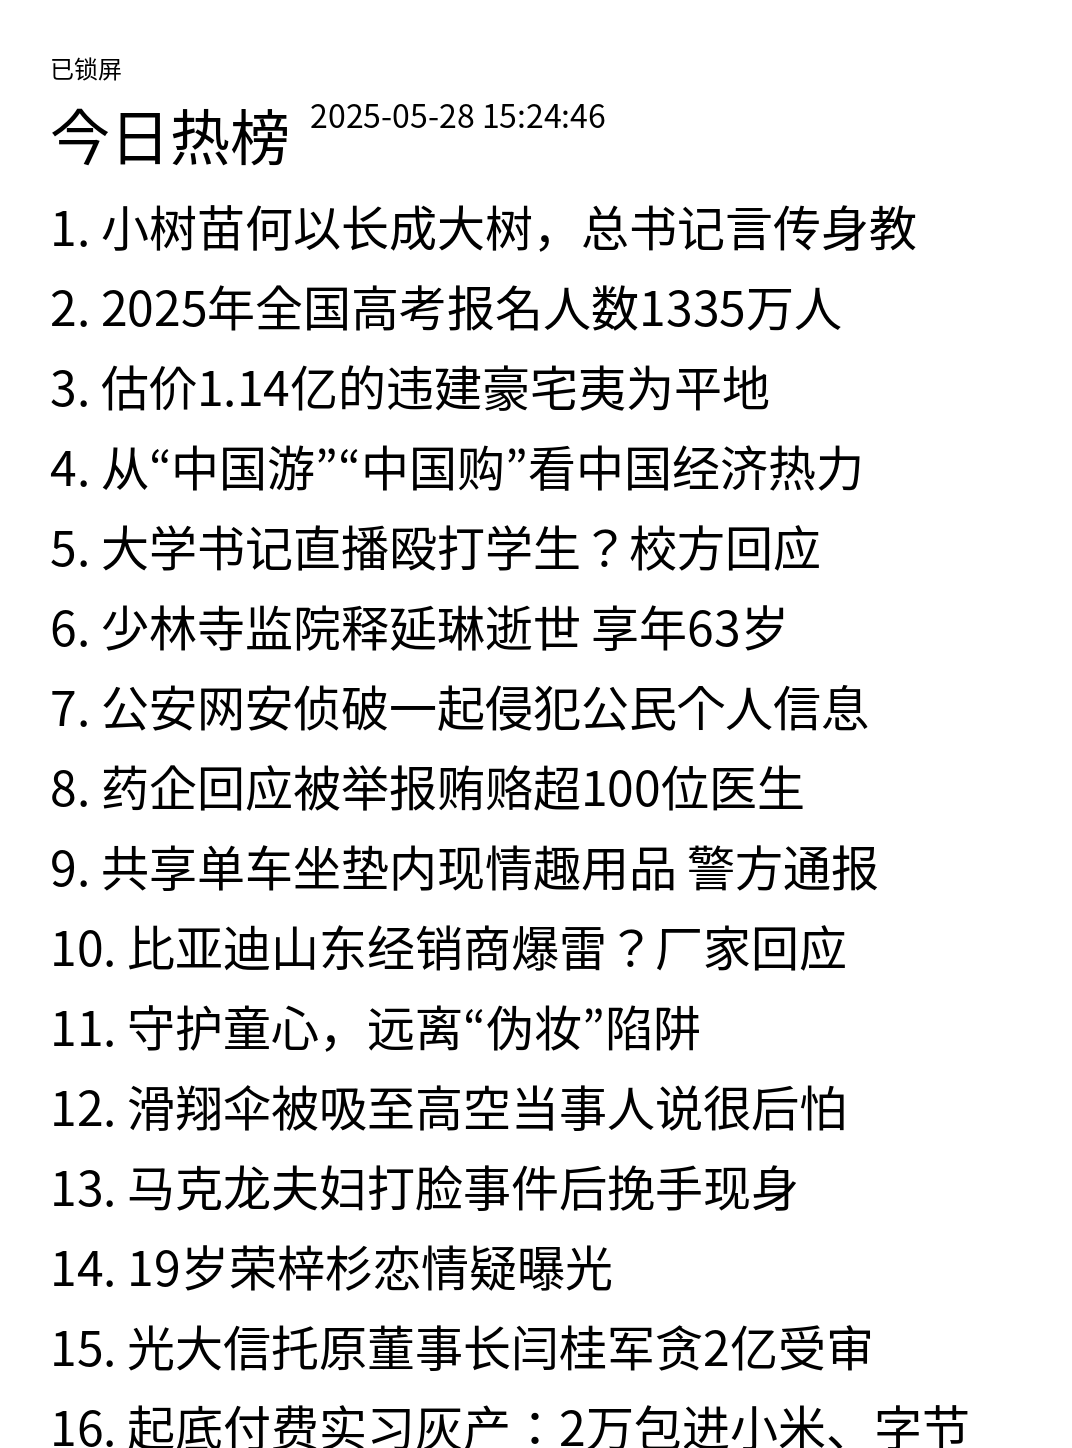 已锁屏
今日热榜 2025-05-28 15:24:46
1. 小树苗何以长成大树，总书记言传身教
2. 2025年全国高考报名人数1335万人
3. 估价1.14亿的违建豪宅夷为平地
4. 从“中国游”“中国购”看中国经济热力
5. 大学书记直播殴打学生？校方回应
6. 少林寺监院释延琳逝世 享年63岁
7. 公安网安侦破一起侵犯公民个人信息
8. 药企回应被举报贿赂超100位医生
9. 共享单车坐垫内现情趣用品 警方通报
10. 比亚迪山东经销商爆雷？厂家回应
11. 守护童心，远离“伪妆”陷阱
12. 滑翔伞被吸至高空当事人说很后怕
13. 马克龙夫妇打脸事件后挽手现身
14. 19岁荣梓杉恋情疑曝光
15. 光大信托原董事长闫桂军贪2亿受审
16. 起底付费实习灰产：2万包进小米、字节